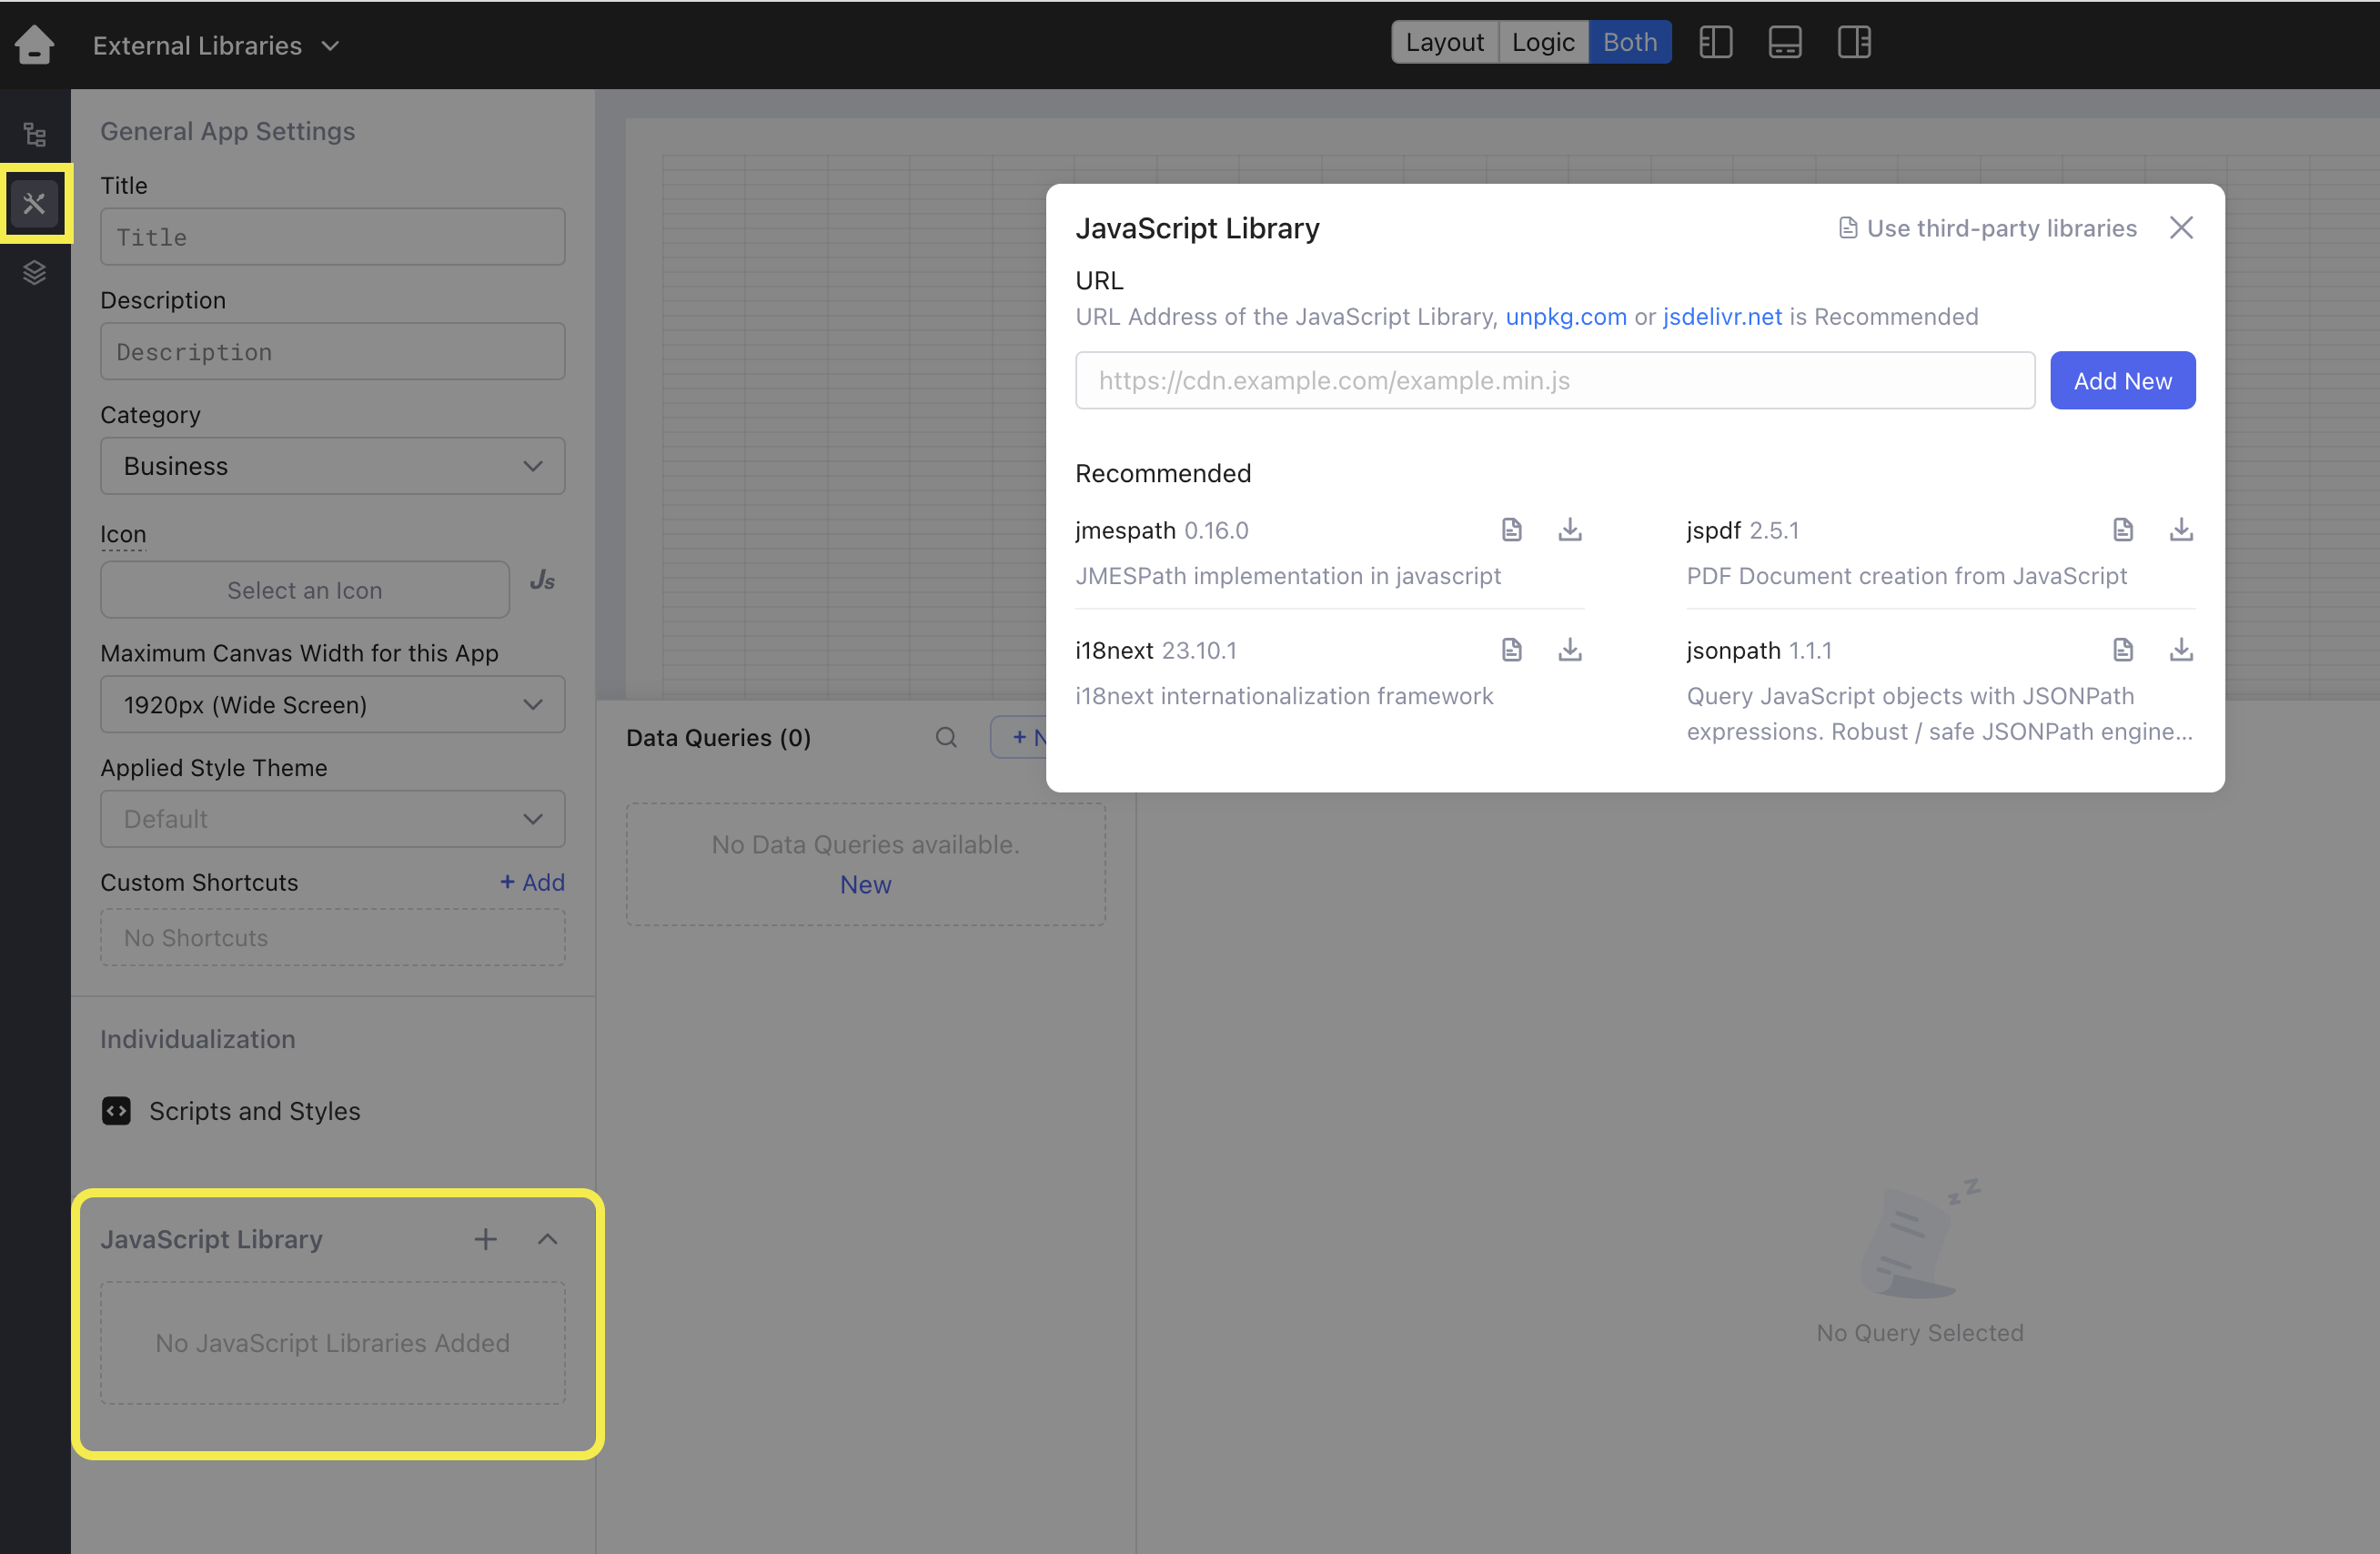 External Libraries
Layout Logic Both
General App Settings
Title
Title
Description
Description
Category
Business
Icon
Select an Icon
Js
Maximum Canvas Width for this App
1920px (Wide Screen)
Applied Style Theme
Default
Custom Shortcuts + Add
No Shortcuts
Individualization
Scripts and Styles
JavaScript Library
No JavaScript Libraries Added
Data Queries (0)
+ N
No Data Queries available.
New
JavaScript Library
Use third-party libraries
URL
URL Address of the JavaScript Library, unpkg.com or jsdelivr.net is Recommended
https://cdn.example.com/example.min.js
Add New
Recommended
jmespath 0.16.0
JMESPath implementation in javascript
jspdf 2.5.1
PDF Document creation from JavaScript
i18next 23.10.1
i18next internationalization framework
jsonpath 1.1.1
Query JavaScript objects with JSONPath
expressions. Robust / safe JSONPath engine...
z z
No Query Selected